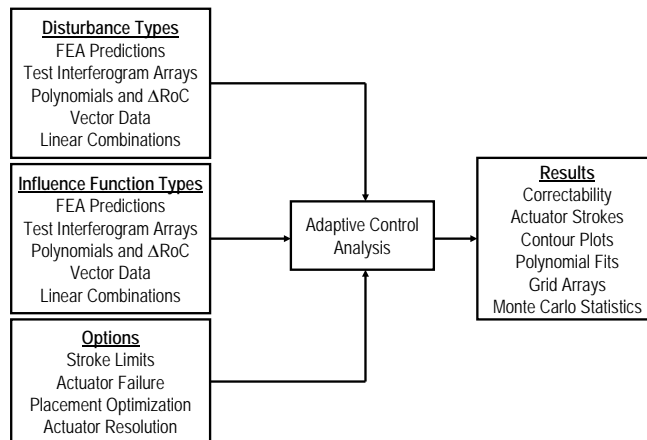 Disturbance Types
FEA Predictions
Test Interferogram Arrays
Polynomials and ΔRoC
Vector Data
Linear Combinations
Influence Function Types
FEA Predictions
Test Interferogram Arrays
Polynomials and ΔRoC
Vector Data
Linear Combinations
Options
Stroke Limits
Actuator Failure
Placement Optimization
Actuator Resolution
Adaptive Control
Analysis
Results
Correctability
Actuator Strokes
Contour Plots
Polynomial Fits
Grid Arrays
Monte Carlo Statistics